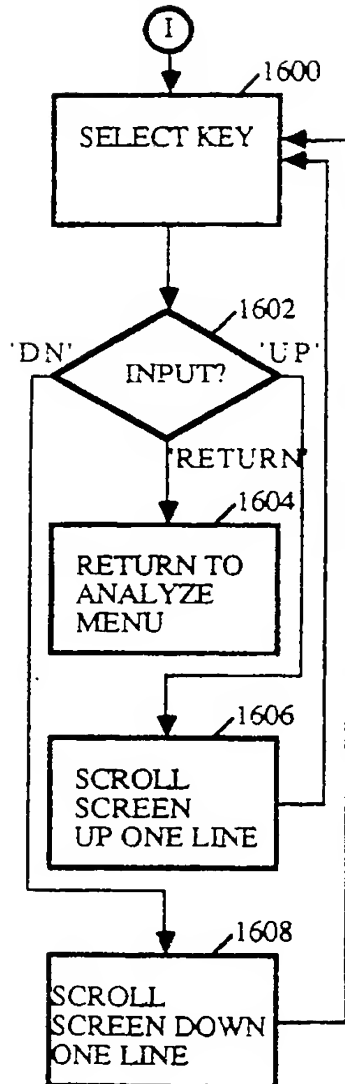 I
1600
SELECT KEY
1602
'DN'
'UP'
INPUT?
'RETURN'
1604
RETURN TO
ANALYZE
MENU
1606
SCROLL
SCREEN
UP ONE LINE
1608
SCROLL
SCREEN DOWN
ONE LINE